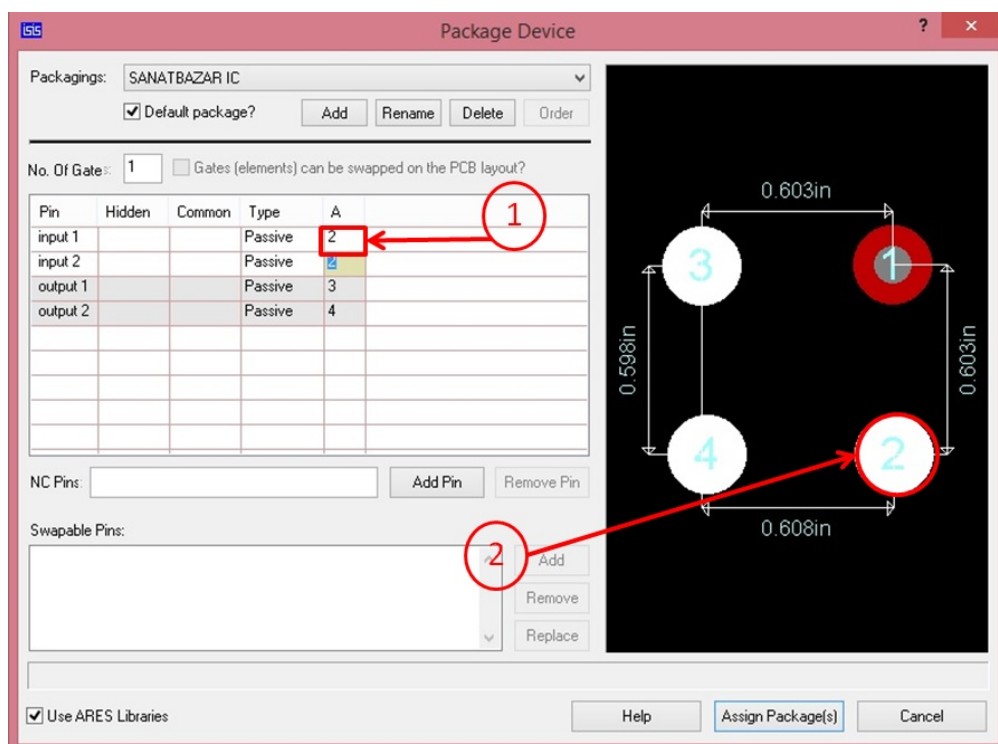 isis Package Device ? ×
Packagings: SANATBAZAR IC
Default package? Add Rename Delete Order
No. Of Gates: 1 Gates (elements) can be swapped on the PCB layout?
Pin Hidden Common Type A
input 1 Passive 2
input 2 Passive 2
output 1 Passive 3
output 2 Passive 4
1
NC Pins: Add Pin Remove Pin
Swapable Pins:
2
Add
Remove
Replace
Use ARES Libraries
Help Assign Package(s) Cancel
0.603in
3 1
0.598in 0.603in
4 2
0.608in